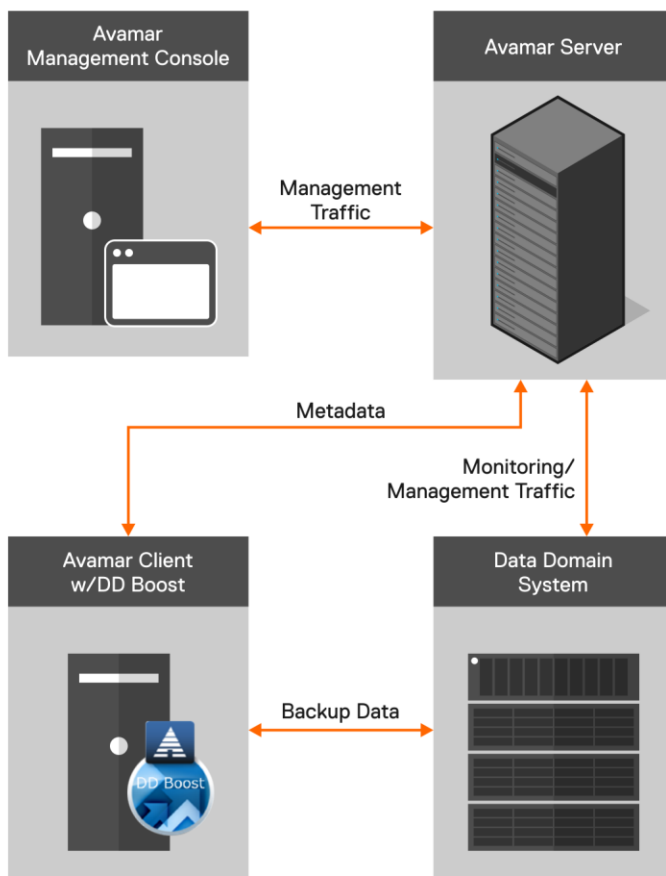 Avamar
Management Console
Avamar Server
Management
Traffic
Metadata
Monitoring/
Management Traffic
Avamar Client
w/DD Boost
Data Domain
System
Backup Data
DD Boost